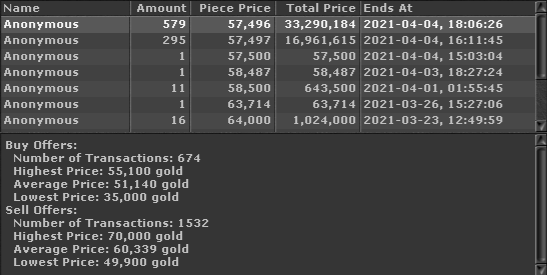 Name Amount Piece Price Total Price Ends At
Anonymous 579 57,496 33,290,184 2021-04-04, 18:06:26
Anonymous 295 57,497 16,961,615 2021-04-04, 16:11:45
Anonymous 1 57,500 57,500 2021-04-04, 15:03:04
Anonymous 1 58,487 58,487 2021-04-03, 18:27:24
Anonymous 11 58,500 643,500 2021-04-01, 01:55:45
Anonymous 1 63,714 63,714 2021-03-26, 15:27:06
Anonymous 16 64,000 1,024,000 2021-03-23, 12:49:59
Buy Offers:
Number of Transactions: 674
Highest Price: 55,100 gold
Average Price: 51,140 gold
Lowest Price: 35,000 gold
Sell Offers:
Number of Transactions: 1532
Highest Price: 70,000 gold
Average Price: 60,339 gold
Lowest Price: 49,900 gold